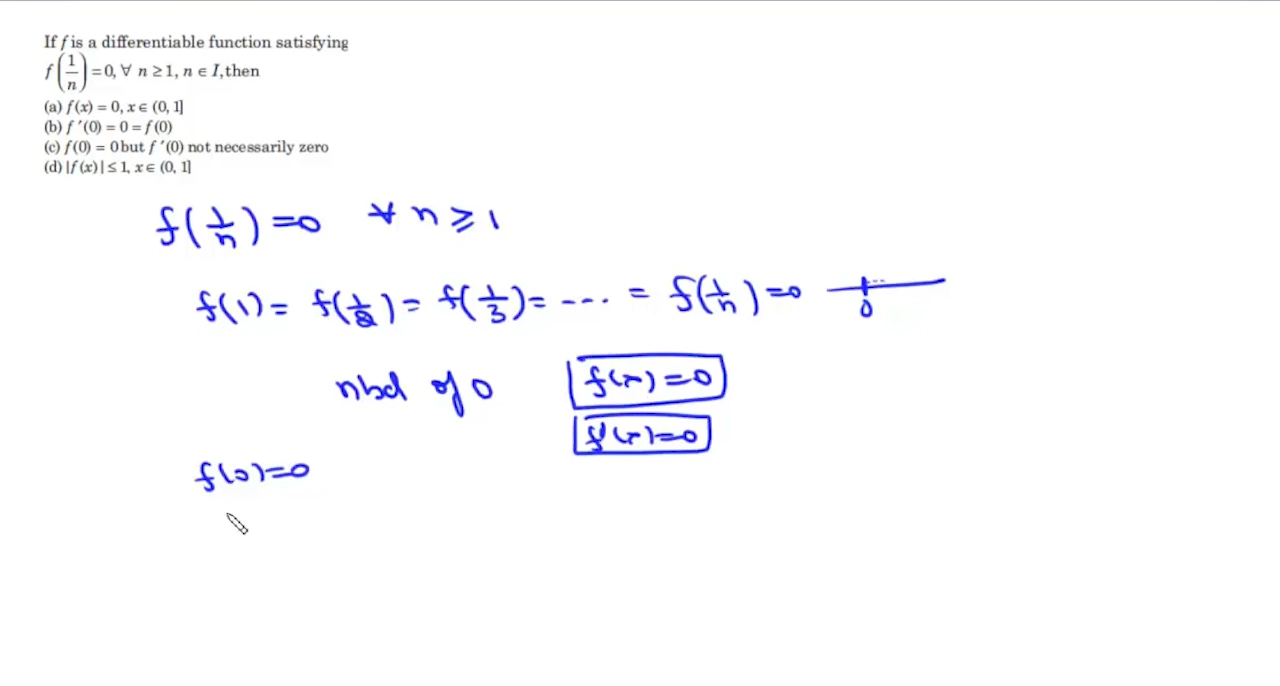 If f is a differentiable function satisfying
f(1/n) = 0, ∀ n ≥ 1, n ∈ I, then
(a) f(x) = 0, x ∈ (0, 1]
(b) f ′(0) = 0 = f(0)
(c) f(0) = 0 but f ′(0) not necessarily zero
(d) |f(x)| ≤ 1, x ∈ (0, 1]
f(1/n) = 0 ∀ n ≥ 1
f(1) = f(1/2) = f(1/3) = ---- = f(1/n) = 0
0
nbd of 0 f(x) = 0
f'(x) = 0
f(0) = 0